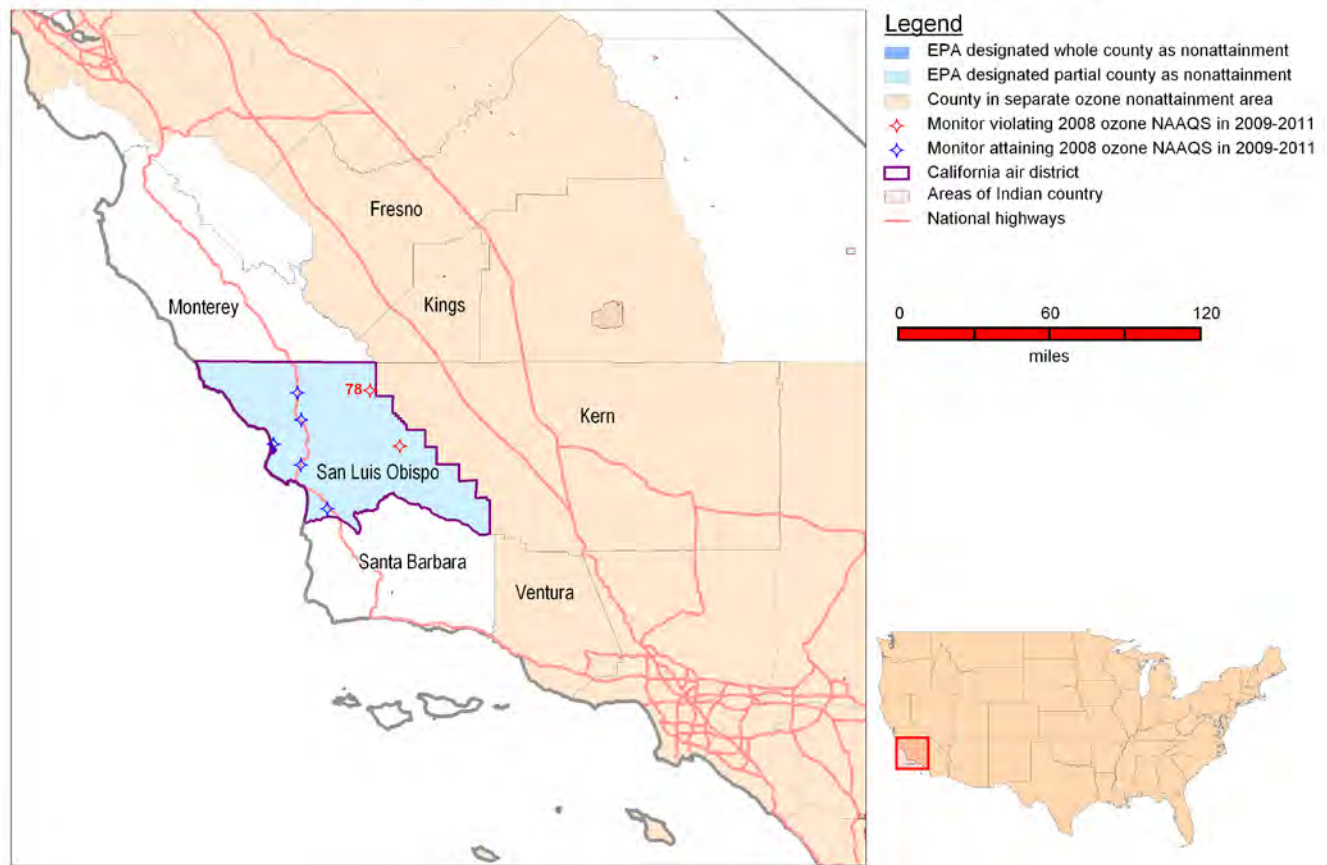 Legend
EPA designated whole county as nonattainment
EPA designated partial county as nonattainment
County in separate ozone nonattainment area
Monitor violating 2008 ozone NAAQS in 2009-2011
Monitor attaining 2008 ozone NAAQS in 2009-2011
California air district
Areas of Indian country
National highways
0 60 120
miles
Fresno
Monterey
Kings
78
Kern
San Luis Obispo
Santa Barbara
Ventura